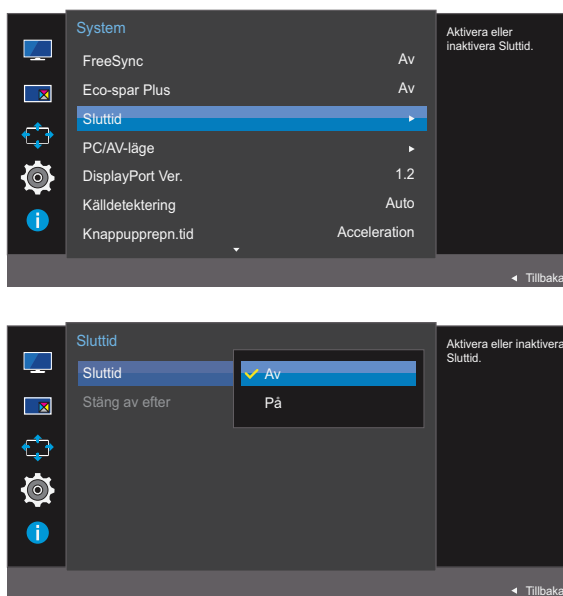 System
FreeSync Av
Eco-spar Plus Av
Sluttid
PC/AV-läge
DisplayPort Ver. 1.2
Källdetektering Auto
Knappupprepn.tid Acceleration
Aktivera eller
inaktivera Sluttid.
Tillbaka
Sluttid
Sluttid Av
Stäng av efter På
Aktivera eller inaktivera
Sluttid.
Tillbaka